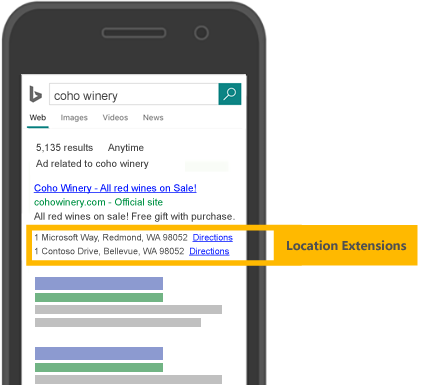 coho winery
Web Images Videos News
5,135 results Anytime
Ad related to coho winery
Coho Winery - All red wines on Sale!
cohowinery.com - Official site
All red wines on sale! Free gift with purchase.
1 Microsoft Way, Redmond, WA 98052 Directions
1 Contoso Drive, Bellevue, WA 98052 Directions
Location Extensions